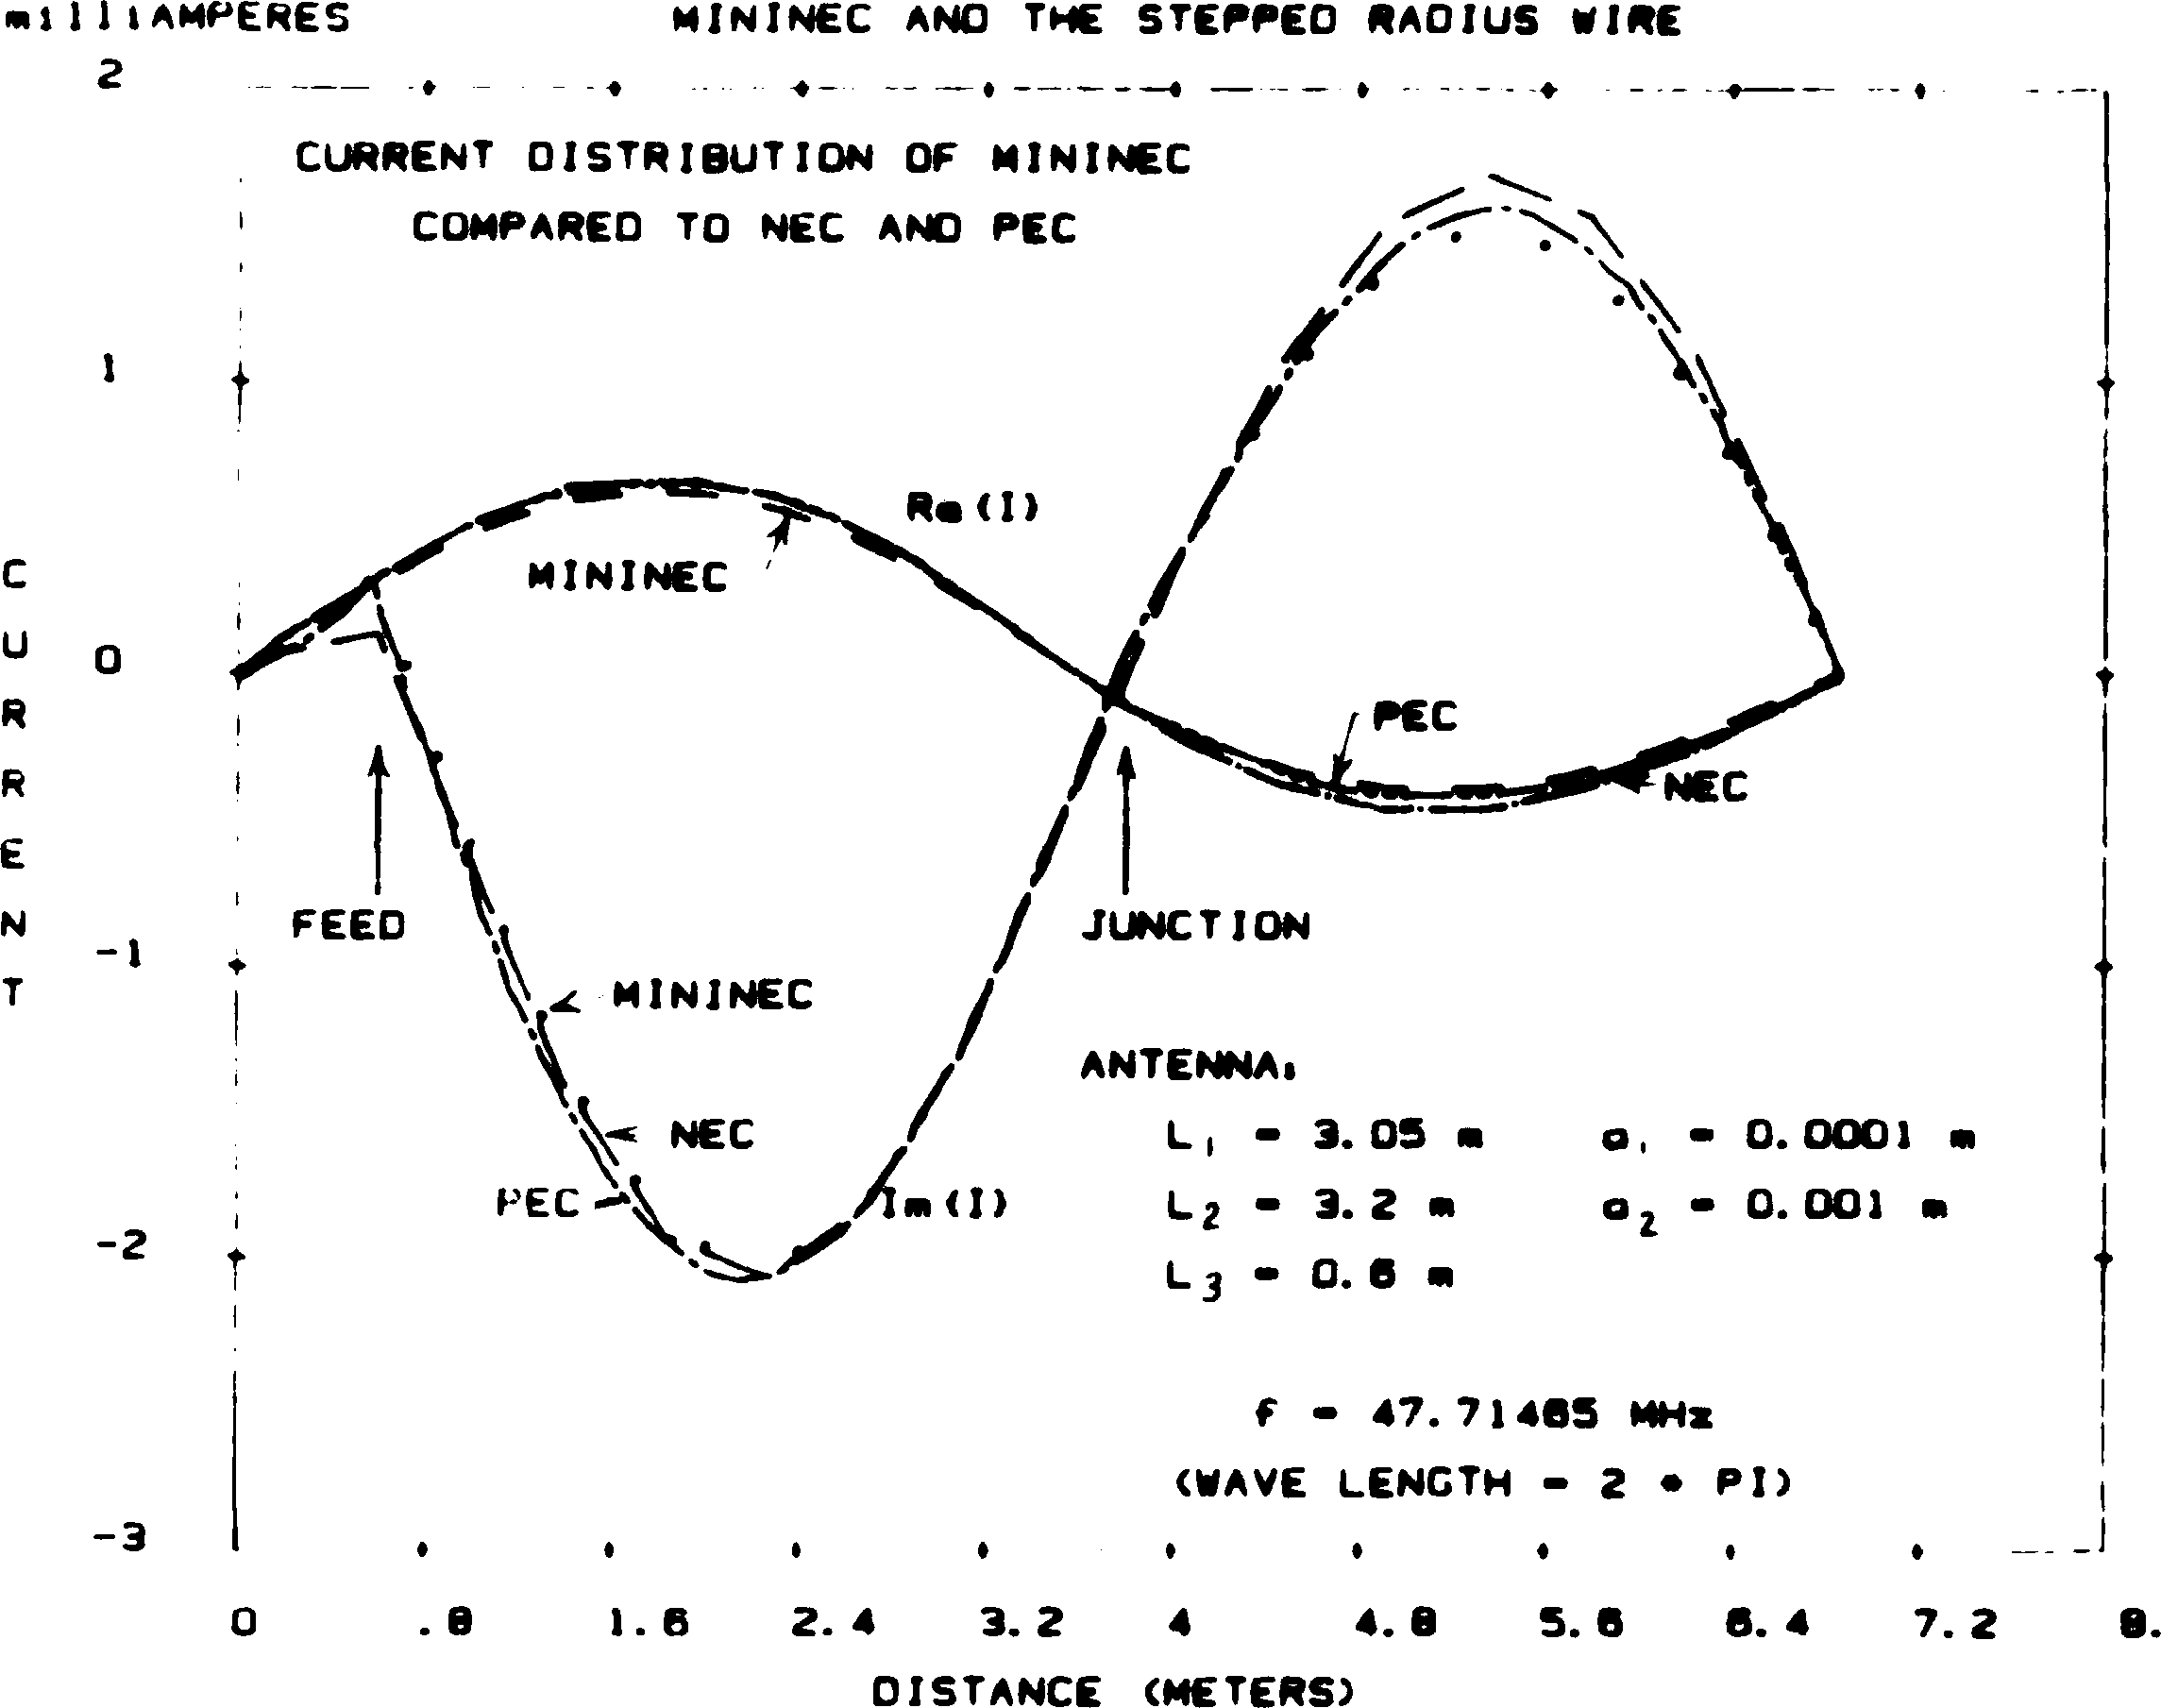 milliAMPERES MININEC AND THE STEPPED RADIUS WIRE
2
CURRENT DISTRIBUTION OF MININEC
COMPARED TO NEC AND PEC
1
Re(I)
MININEC
CURRENT
0
PEC
NEC
FEED
JUNCTION
-1
MININEC
ANTENNA:
NEC
L1 = 3.05 m a1 = 0.0001 m
PEC
Im(I)
L2 = 3.2 m a2 = 0.001 m
-2
L3 = 0.6 m
f = 47.71465 MHz
(WAVE LENGTH = 2 * PI)
-3
0 .8 1.6 2.4 3.2 4 4.8 5.6 6.4 7.2 8.
DISTANCE (METERS)